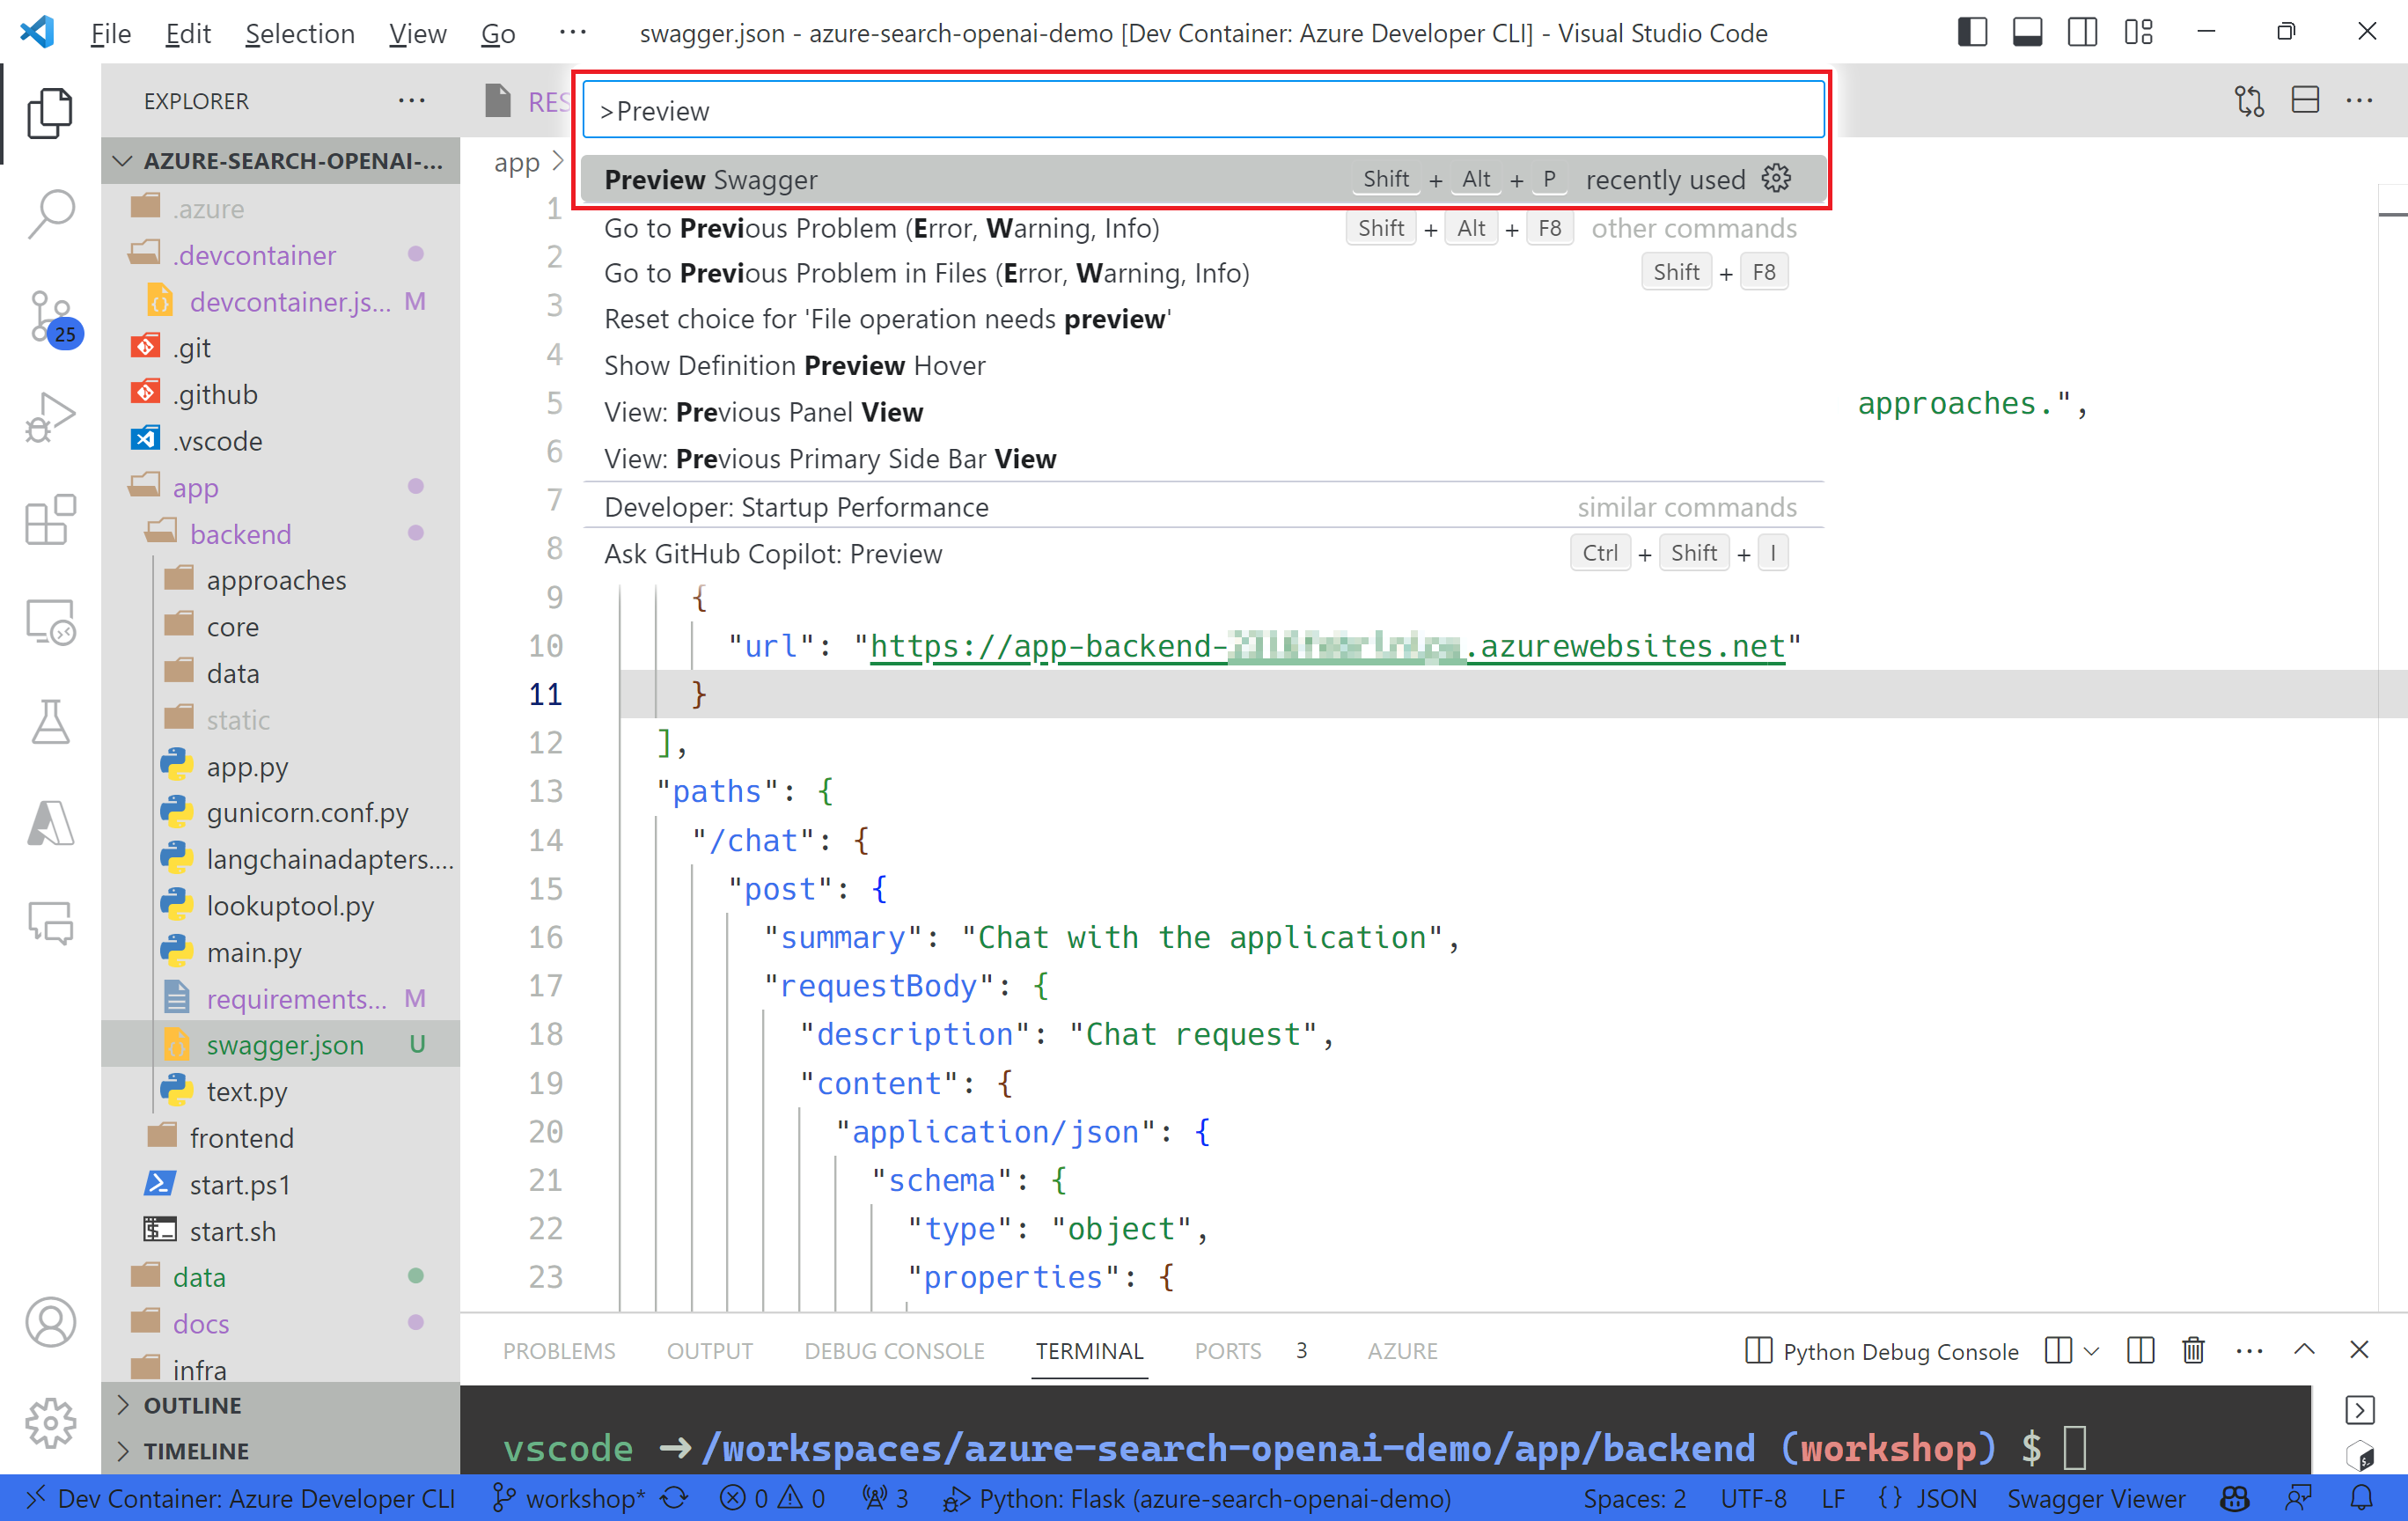 File Edit Selection View Go ··· swagger.json - azure-search-openai-demo [Dev Container: Azure Developer CLI] - Visual Studio Code
EXPLORER ···
AZURE-SEARCH-OPENAI-...
.azure
.devcontainer
devcontainer.js... M
.git
.github
.vscode
app
backend
approaches
core
data
static
app.py
gunicorn.conf.py
langchainadapters....
lookuptool.py
main.py
requirements... M
swagger.json U
text.py
frontend
start.ps1
start.sh
data
docs
infra
OUTLINE
TIMELINE
25
RES
>Preview
app >
Preview Swagger Shift + Alt + P recently used
Go to Previous Problem (Error, Warning, Info) Shift + Alt + F8 other commands
Go to Previous Problem in Files (Error, Warning, Info) Shift + F8
Reset choice for 'File operation needs preview'
Show Definition Preview Hover
View: Previous Panel View
View: Previous Primary Side Bar View
Developer: Startup Performance similar commands
Ask GitHub Copilot: Preview Ctrl + Shift + I
1
2
3
4
5 approaches.",
6
7
8
9 {
10 "url": "https://app-backend-.azurewebsites.net"
11 }
12 ],
13 "paths": {
14 "/chat": {
15 "post": {
16 "summary": "Chat with the application",
17 "requestBody": {
18 "description": "Chat request",
19 "content": {
20 "application/json": {
21 "schema": {
22 "type": "object",
23 "properties": {
PROBLEMS OUTPUT DEBUG CONSOLE TERMINAL PORTS 3 AZURE Python Debug Console
vscode ➜ /workspaces/azure-search-openai-demo/app/backend (workshop) $
Dev Container: Azure Developer CLI workshop* 0 0 3 Python: Flask (azure-search-openai-demo) Spaces: 2 UTF-8 LF {} JSON Swagger Viewer